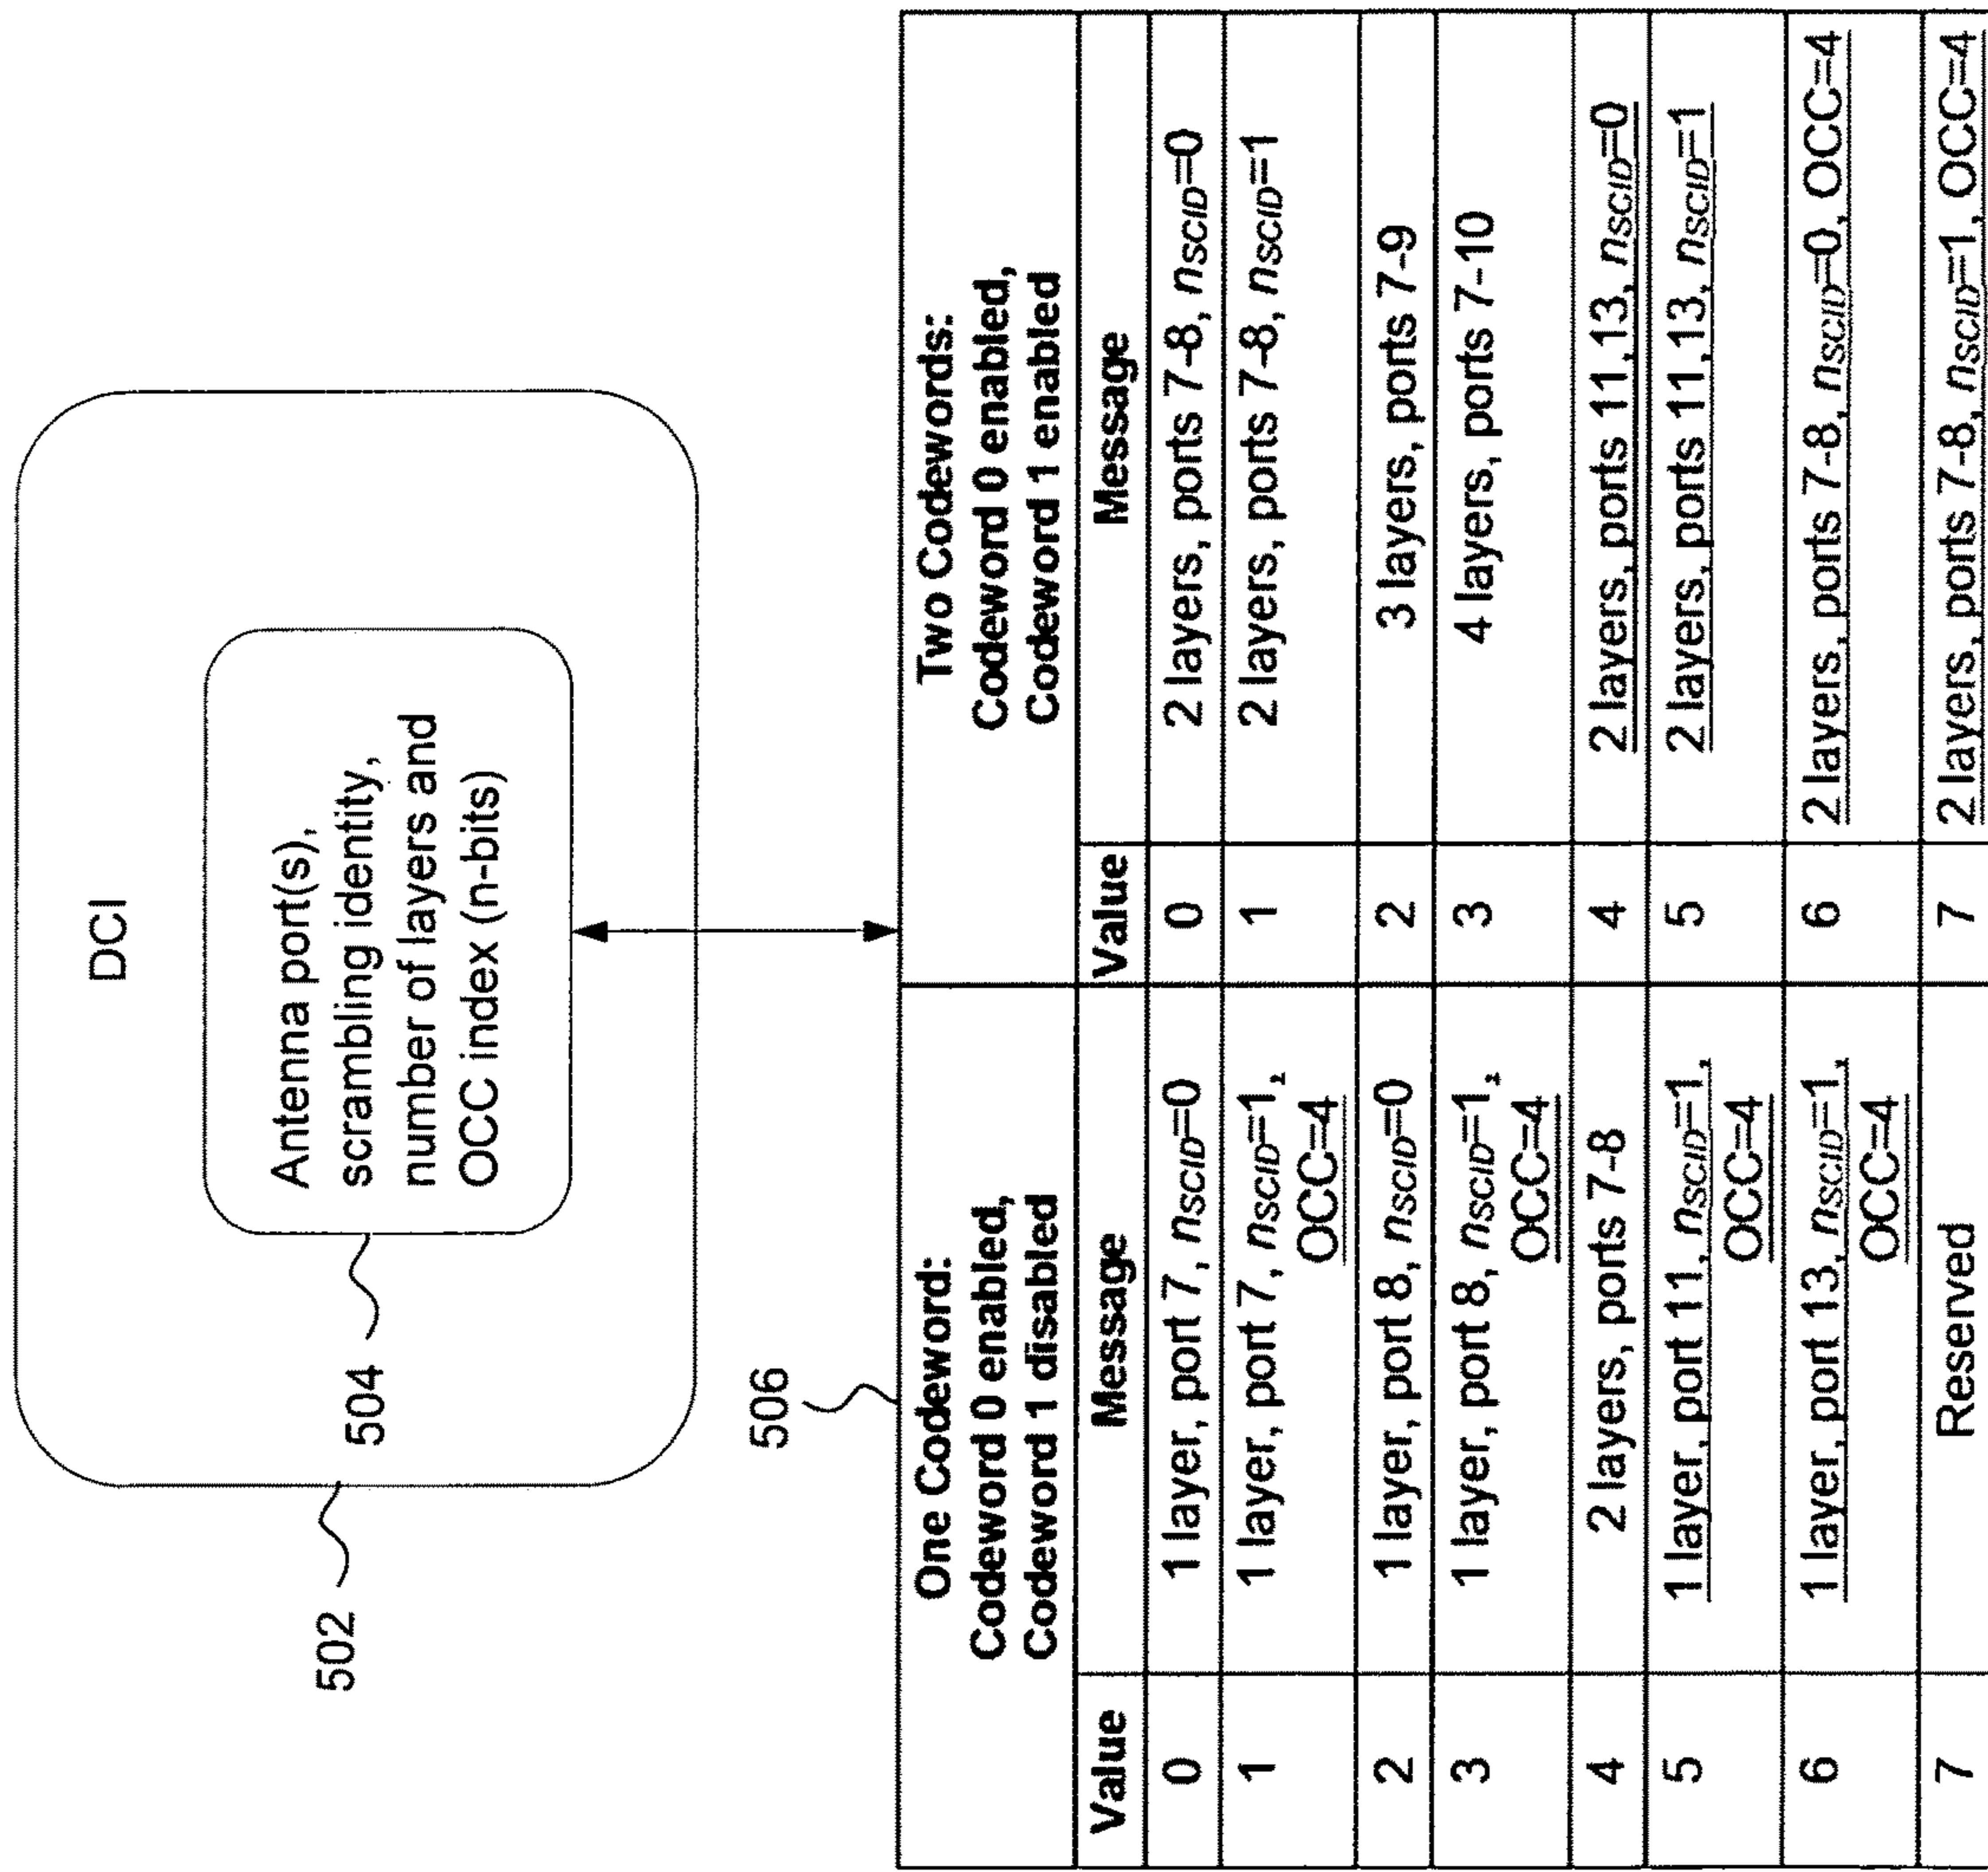 DCI
Antenna port(s),
scrambling identity,
number of layers and
OCC index (n-bits)
502
504
506
One Codeword:
Codeword 0 enabled,
Codeword 1 disabled
Two Codewords:
Codeword 0 enabled,
Codeword 1 enabled
Value Message Value Message
0 1 layer, port 7, nSCID=0 0 2 layers, ports 7-8, nSCID=0
1 1 layer, port 7, nSCID=1, 1 2 layers, ports 7-8, nSCID=1
OCC=4
2 1 layer, port 8, nSCID=0 2 3 layers, ports 7-9
3 1 layer, port 8, nSCID=1, 3 4 layers, ports 7-10
OCC=4
4 2 layers, ports 7-8 4 2 layers, ports 11,13, nSCID=0
5 1 layer, port 11, nSCID=1, 5 2 layers, ports 11,13, nSCID=1
OCC=4
6 1 layer, port 13, nSCID=1, 6 2 layers, ports 7-8, nSCID=0, OCC=4
OCC=4
7 Reserved 7 2 layers, ports 7-8, nSCID=1, OCC=4